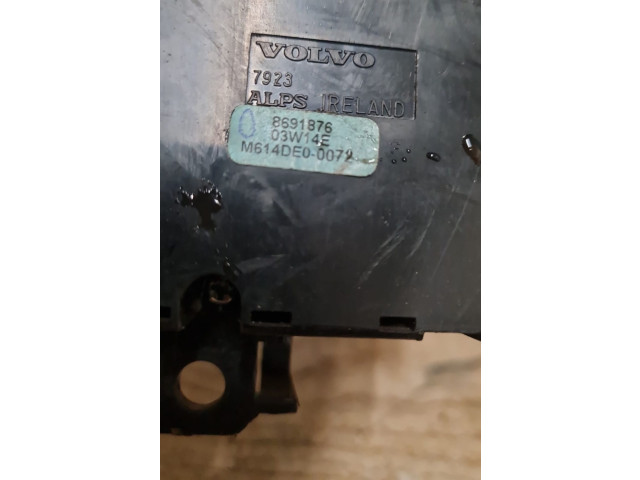 VOLVO
7923
ALPS IRELAND
8691876
03W14E
M614DE0-0072